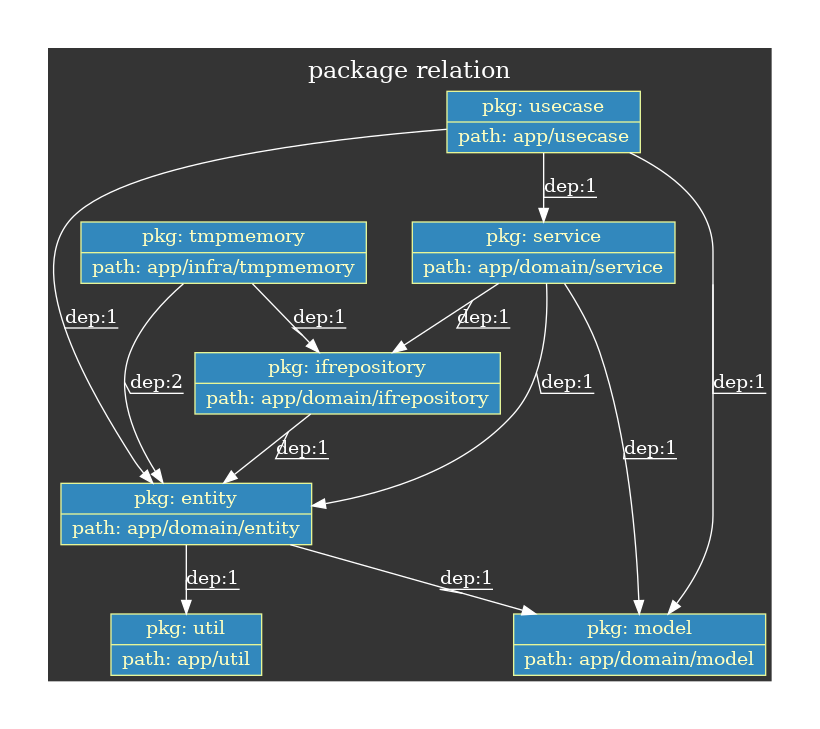 package relation
pkg: usecase
path: app/usecase
dep:1
pkg: tmpmemory
path: app/infra/tmpmemory
pkg: service
path: app/domain/service
dep:1
dep:1
dep:1
pkg: ifrepository
path: app/domain/ifrepository
dep:2
dep:1
dep:1
dep:1
dep:1
pkg: entity
path: app/domain/entity
dep:1
dep:1
pkg: util
path: app/util
pkg: model
path: app/domain/model